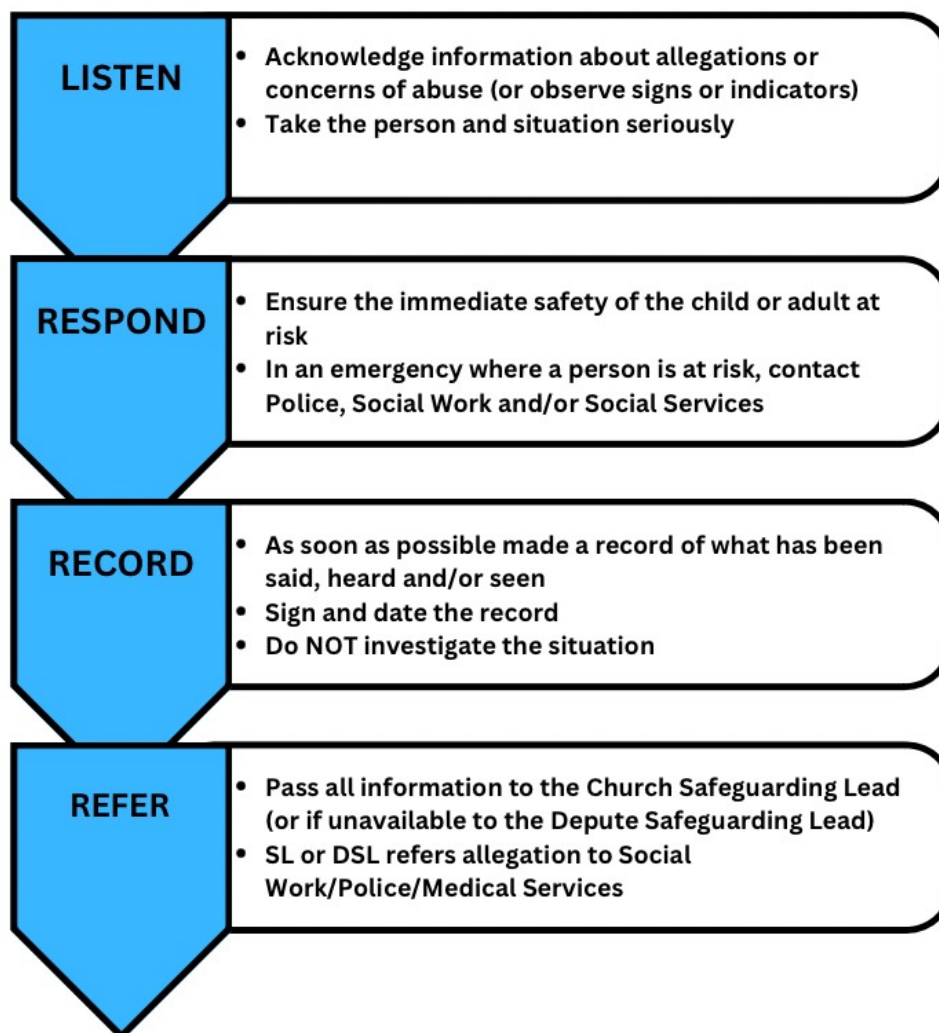 LISTEN
• Acknowledge information about allegations or
concerns of abuse (or observe signs or indicators)
• Take the person and situation seriously
RESPOND
• Ensure the immediate safety of the child or adult at
risk
• In an emergency where a person is at risk, contact
Police, Social Work and/or Social Services
RECORD
• As soon as possible made a record of what has been
said, heard and/or seen
• Sign and date the record
• Do NOT investigate the situation
REFER
• Pass all information to the Church Safeguarding Lead
(or if unavailable to the Depute Safeguarding Lead)
• SL or DSL refers allegation to Social
Work/Police/Medical Services